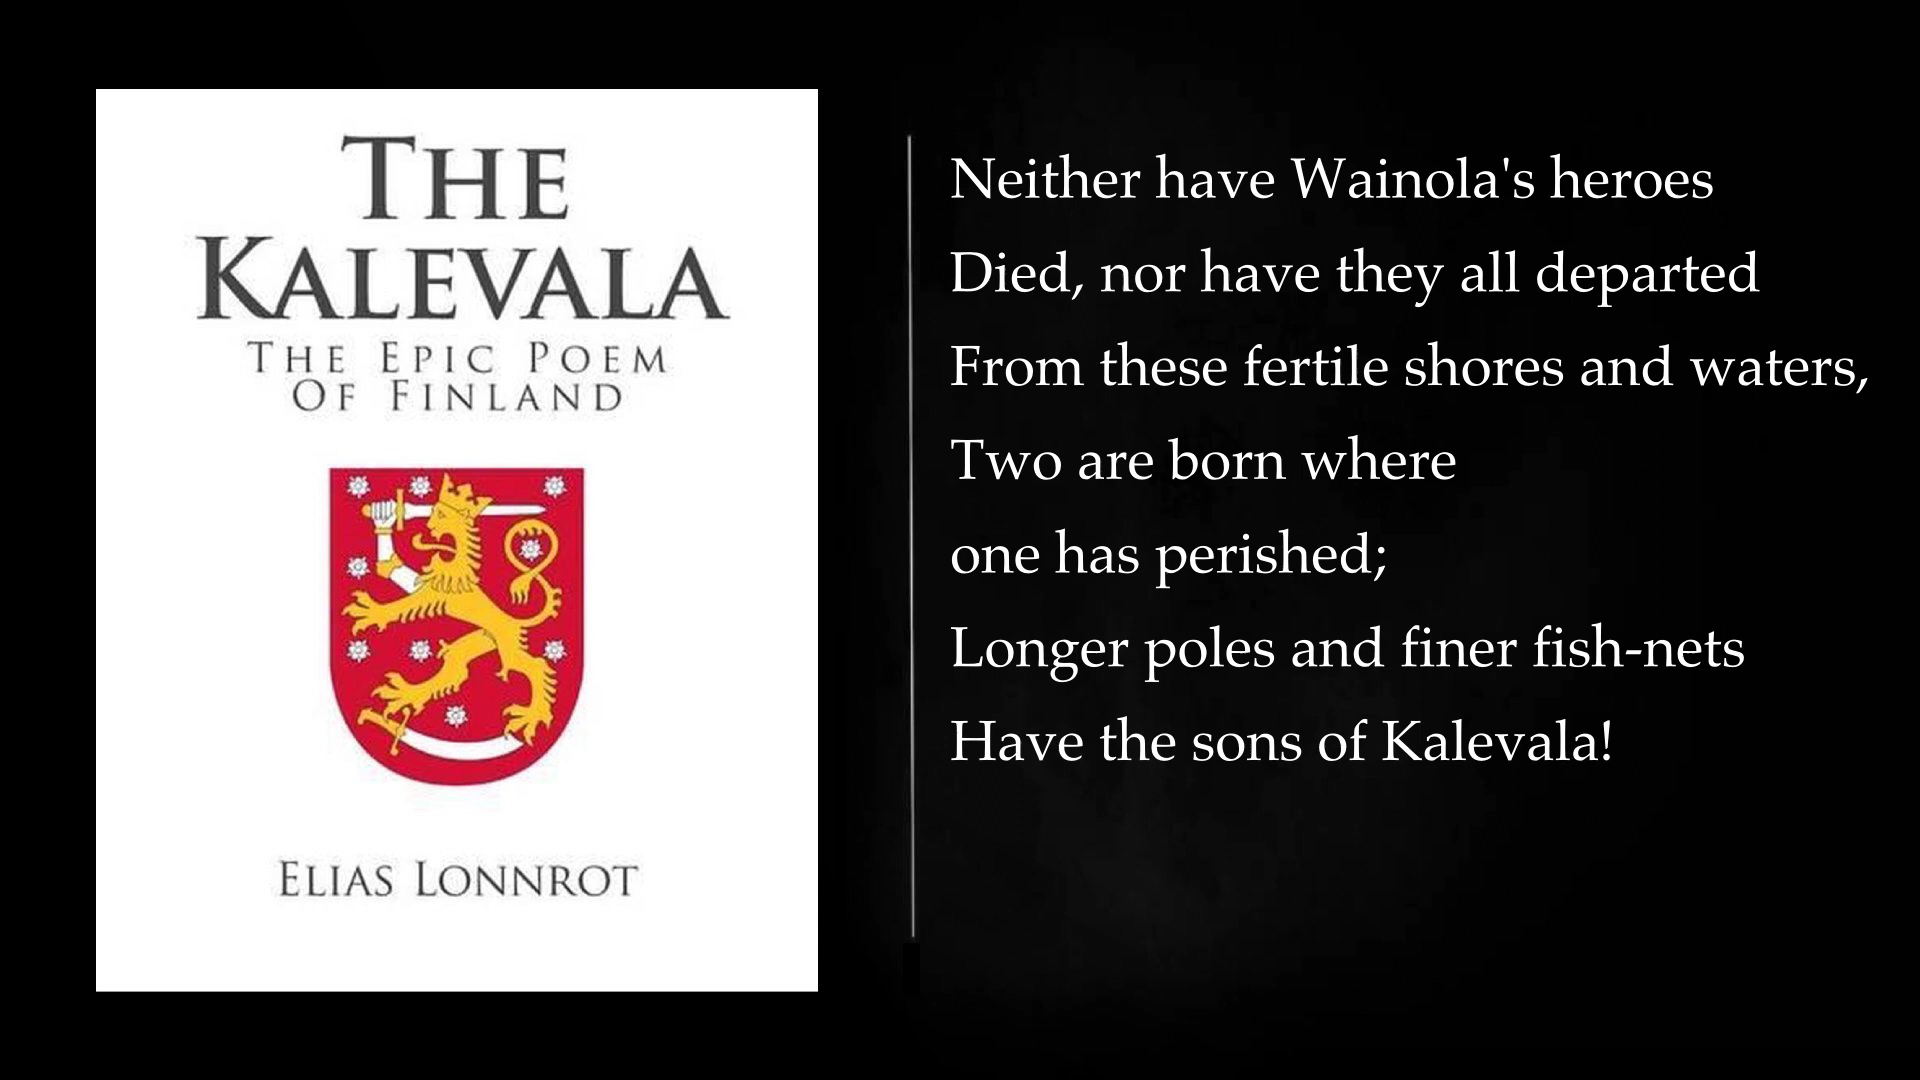 THE
KALEVALA
THE EPIC POEM
OF FINLAND
ELIAS LONNROT
Neither have Wainola's heroes
Died, nor have they all departed
From these fertile shores and waters,
Two are born where
one has perished;
Longer poles and finer fish-nets
Have the sons of Kalevala!